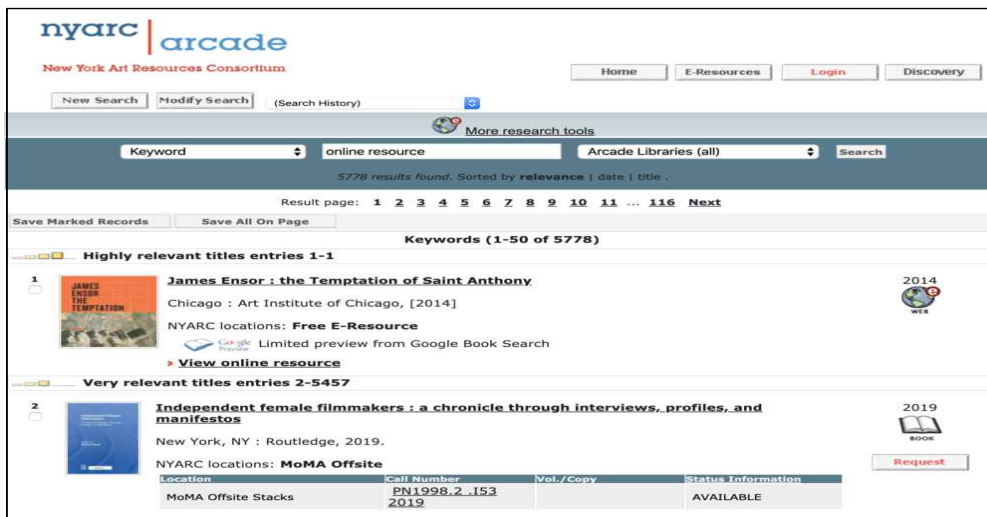 nyarc arcade
New York Art Resources Consortium
Home E-Resources Login Discovery
New Search Modify Search (Search History)
More research tools
Keyword online resource Arcade Libraries (all) Search
5778 results found. Sorted by relevance | date | title .
Result page: 1 2 3 4 5 6 7 8 9 10 11 ... 116 Next
Save Marked Records Save All On Page
Keywords (1-50 of 5778)
Highly relevant titles entries 1-1
1 James Ensor : the Temptation of Saint Anthony 2014
JAMES ENSOR THE TEMPTATION
WEB
Chicago : Art Institute of Chicago, [2014]
NYARC locations: Free E-Resource
Google Preview Limited preview from Google Book Search
> View online resource
Very relevant titles entries 2-5457
2 Independent female filmmakers : a chronicle through interviews, profiles, and 2019
manifestos
BOOK
New York, NY : Routledge, 2019.
NYARC locations: MoMA Offsite Request
Location Call Number Vol./Copy Status Information
MoMA Offsite Stacks PN1998.2 .I53 AVAILABLE
2019